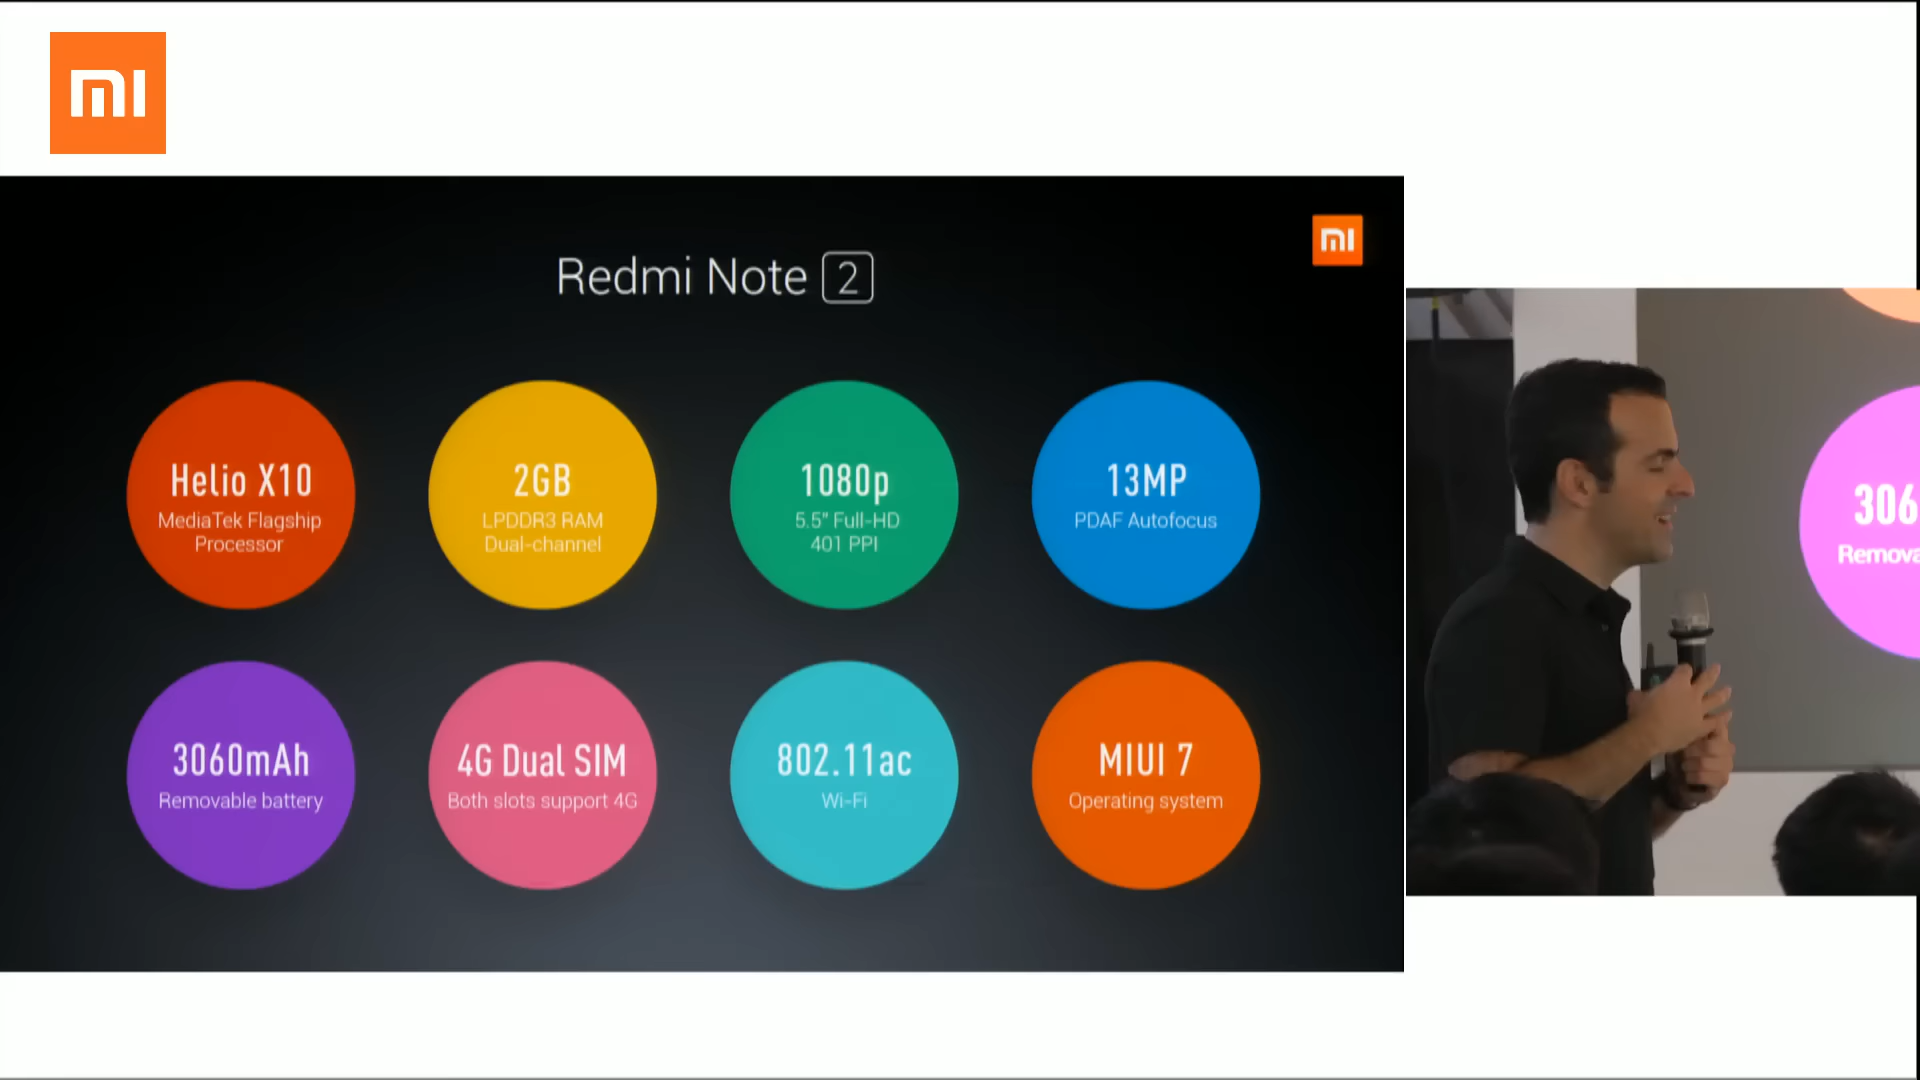 mi
mi
Redmi Note 2
Helio X10
MediaTek Flagship
Processor
2GB
LPDDR3 RAM
Dual-channel
1080p
5.5" Full-HD
401 PPI
13MP
PDAF Autofocus
3060mAh
Removable battery
4G Dual SIM
Both slots support 4G
802.11ac
Wi-Fi
MIUI 7
Operating system
306
Remova